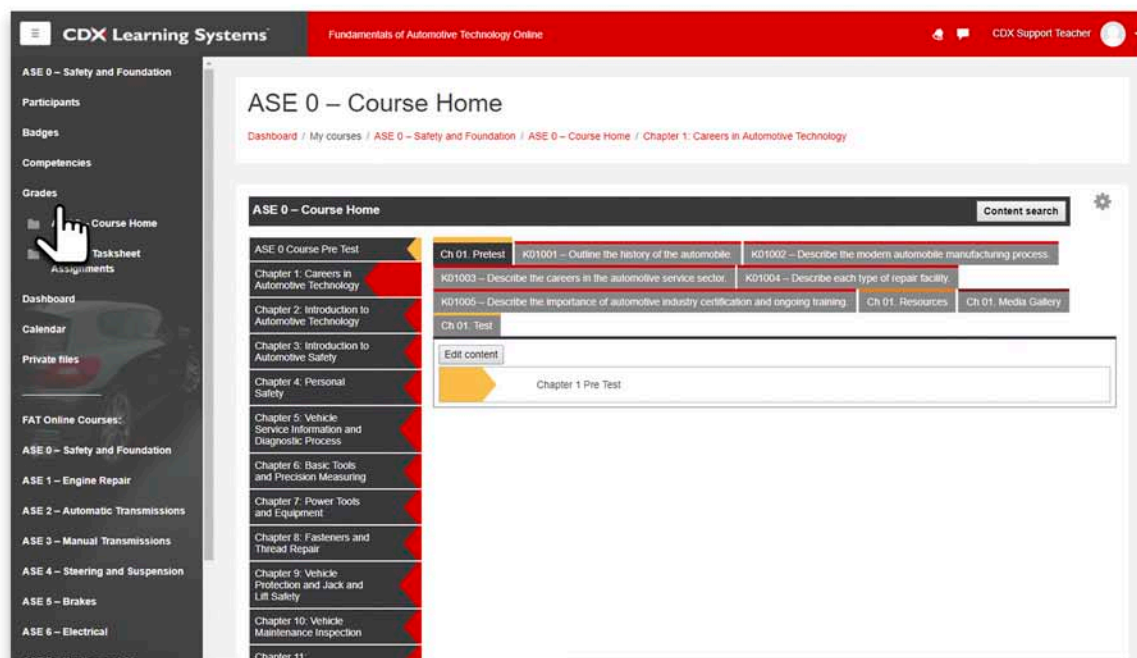 CDX Learning Systems
Fundamentals of Automotive Technology Online
CDX Support Teacher
ASE 0 – Safety and Foundation
Participants
Badges
Competencies
Grades
Course Home
Tasksheet
Assignments
Dashboard
Calendar
Private files
FAT Online Courses:
ASE 0 – Safety and Foundation
ASE 1 – Engine Repair
ASE 2 – Automatic Transmissions
ASE 3 – Manual Transmissions
ASE 4 – Steering and Suspension
ASE 5 – Brakes
ASE 6 – Electrical
ASE 0 – Course Home
Dashboard / My courses / ASE 0 – Safety and Foundation / ASE 0 – Course Home / Chapter 1: Careers in Automotive Technology
ASE 0 – Course Home
Content search
ASE 0 Course Pre Test
Chapter 1: Careers in
Automotive Technology
Chapter 2: Introduction to
Automotive Technology
Chapter 3: Introduction to
Automotive Safety
Chapter 4: Personal
Safety
Chapter 5: Vehicle
Service Information and
Diagnostic Process
Chapter 6: Basic Tools
and Precision Measuring
Chapter 7: Power Tools
and Equipment
Chapter 8: Fasteners and
Thread Repair
Chapter 9: Vehicle
Protection and Jack and
Lift Safety
Chapter 10: Vehicle
Maintenance Inspection
Chapter 11:
Ch 01. Pretest
K01001 – Outline the history of the automobile.
K01002 – Describe the modern automobile manufacturing process.
K01003 – Describe the careers in the automotive service sector.
K01004 – Describe each type of repair facility.
K01005 – Describe the importance of automotive industry certification and ongoing training.
Ch 01. Resources
Ch 01. Media Gallery
Ch 01. Test
Edit content
Chapter 1 Pre Test